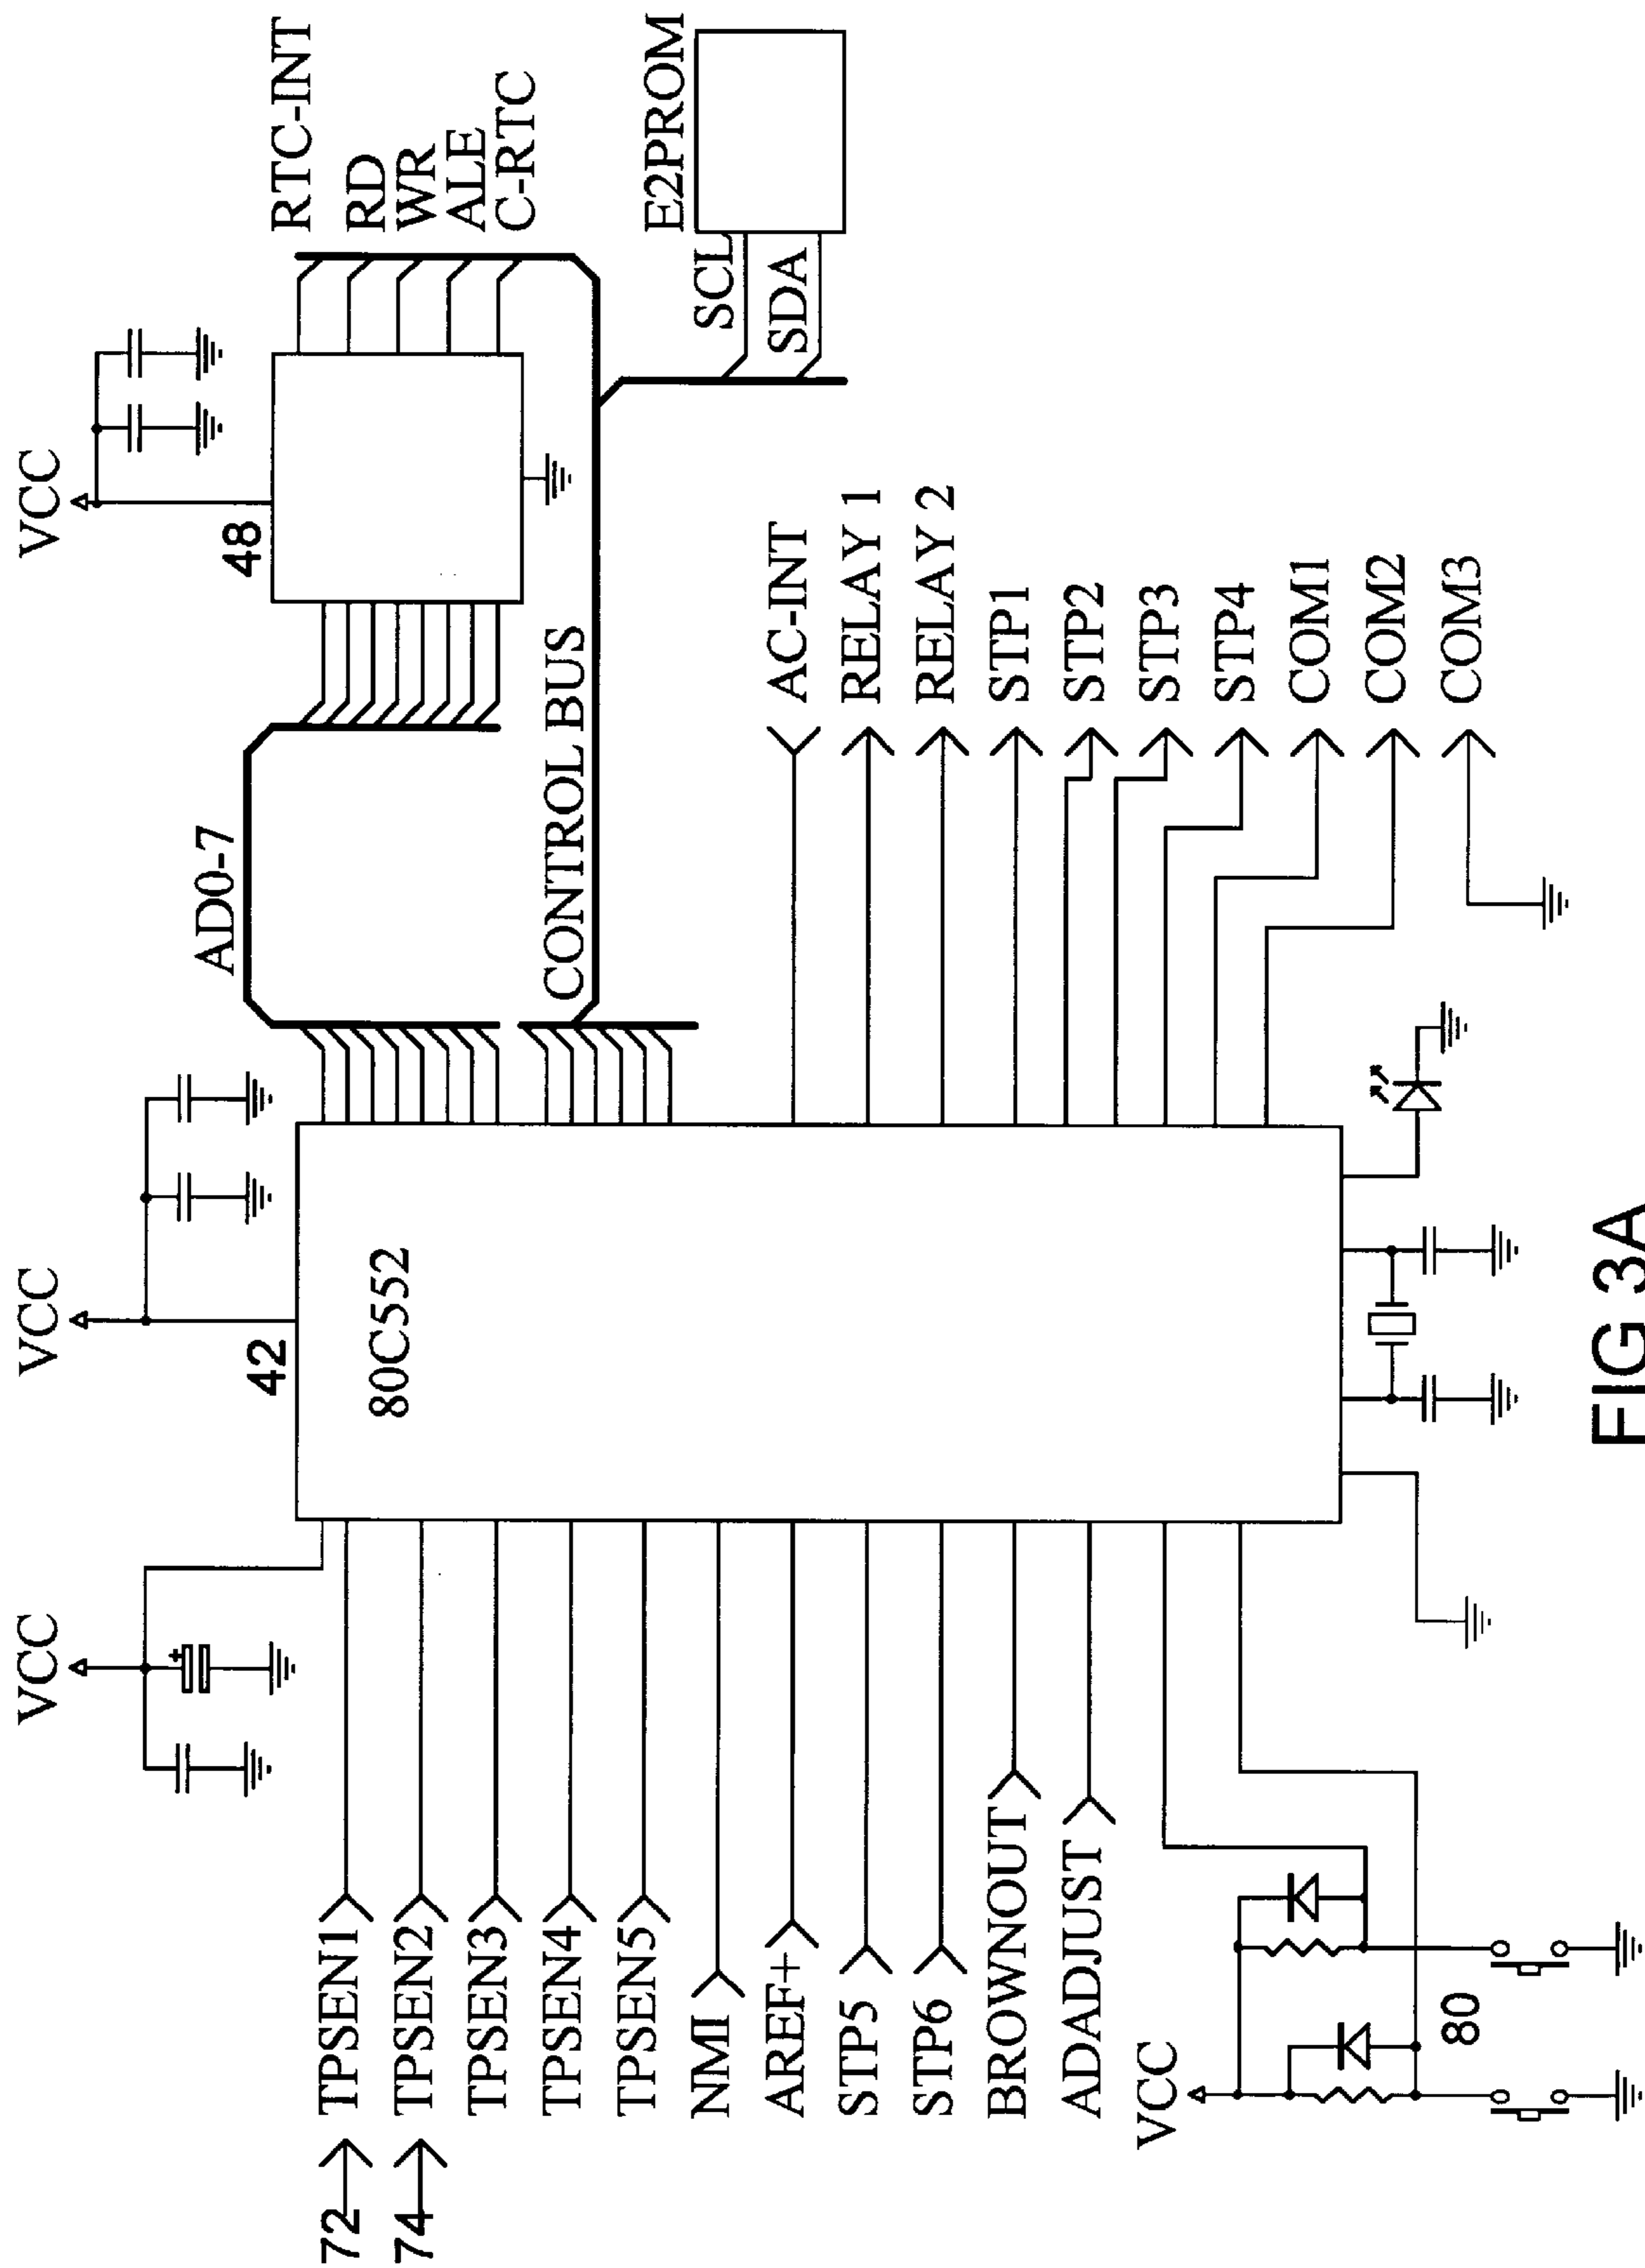 VCC
VCC
VCC
42
48
80C552
AD0-7
CONTROL BUS
RTC-INT
RD
WR
ALE
C-RTC
E2PROM
SCL
SDA
72
TPSEN1
74
TPSEN2
TPSEN3
TPSEN4
TPSEN5
NMI
AREF+
STP5
STP6
BROWNOUT
ADADJUST
VCC
80
AC-INT
RELAY 1
RELAY 2
STP1
STP2
STP3
STP4
COM1
COM2
COM3
FIG 3A